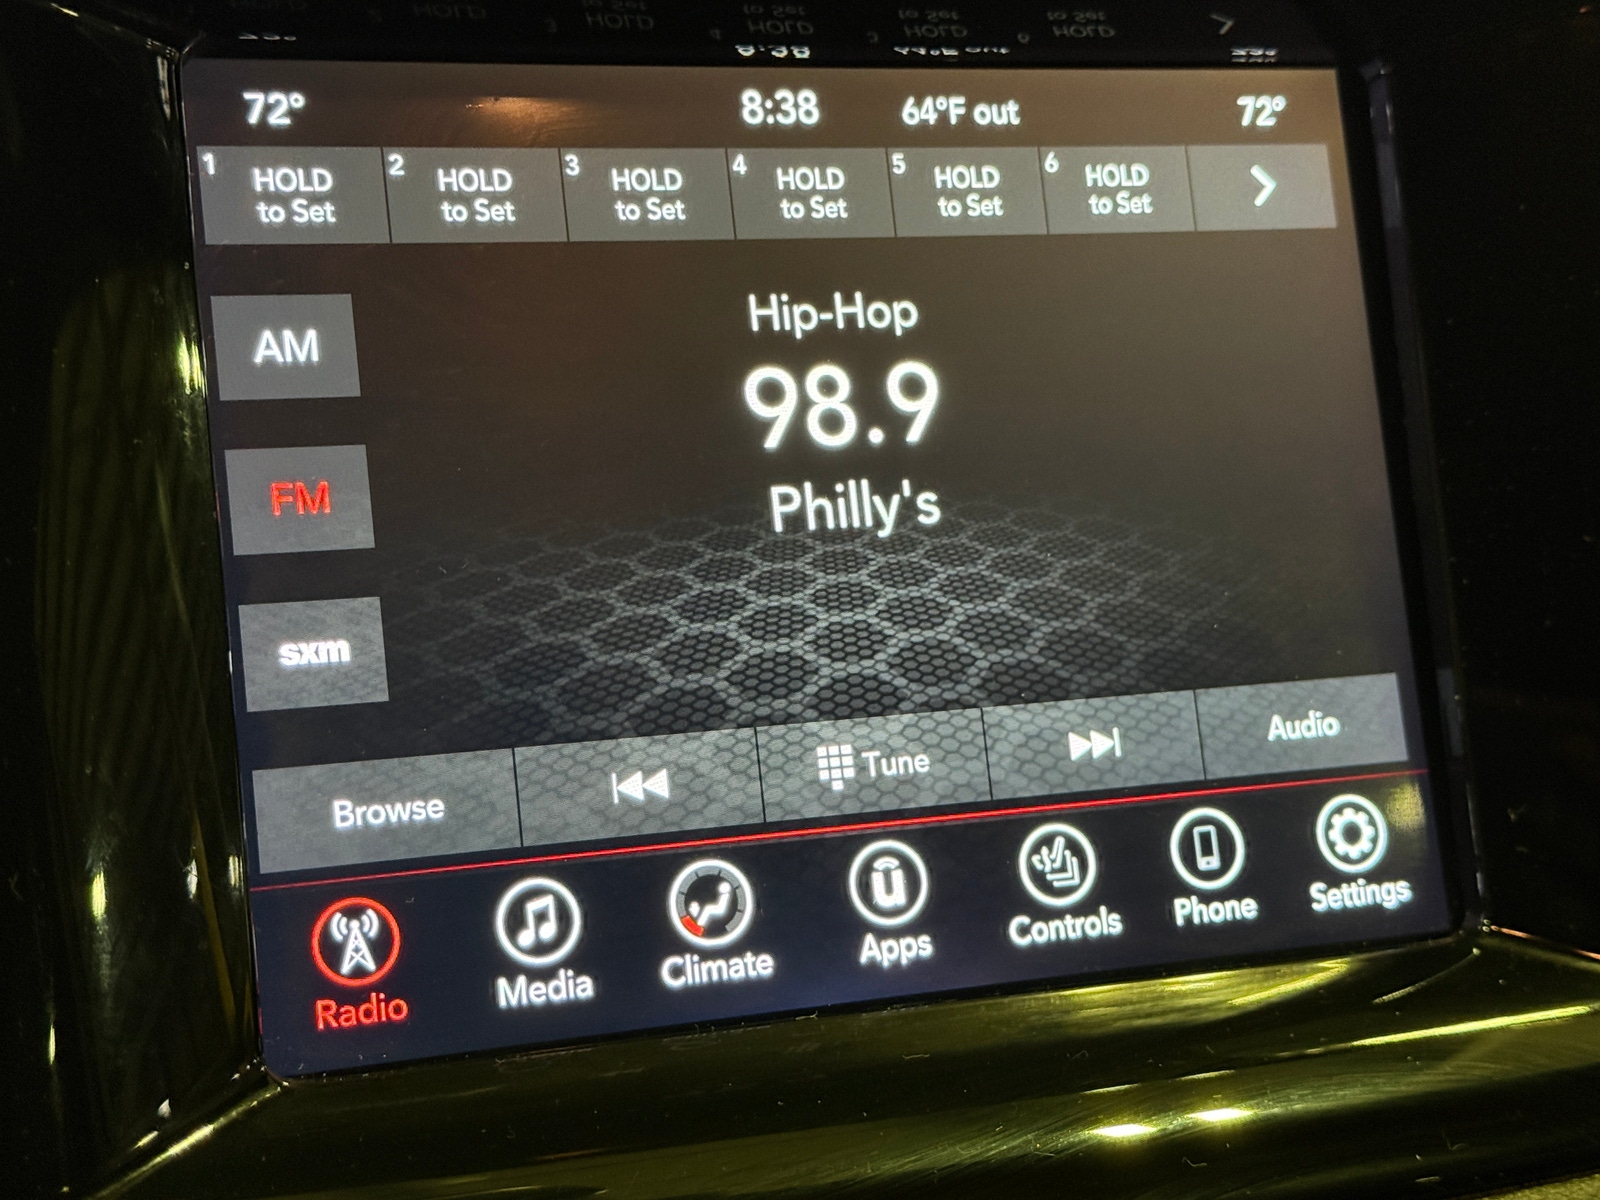 72° 8:38 64°F out 72°
1 HOLD to Set
2 HOLD to Set
3 HOLD to Set
4 HOLD to Set
5 HOLD to Set
6 HOLD to Set
AM
Hip-Hop
98.9
FM
Philly's
sxm
Browse
Tune
Audio
Radio
Media
Climate
Apps
Controls
Phone
Settings